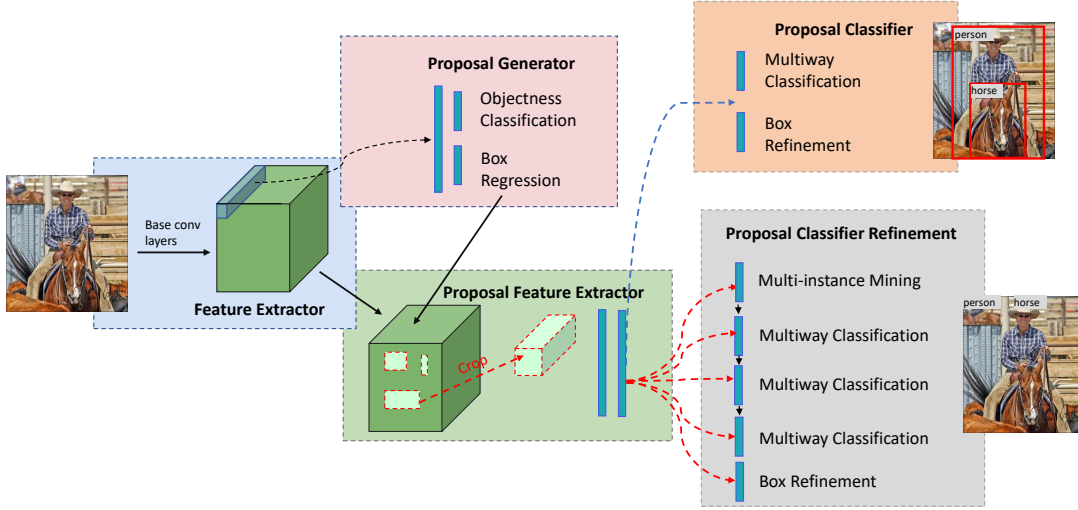 Base conv
layers
Feature Extractor
Proposal Generator
Objectness
Classification
Box
Regression
Proposal Feature Extractor
Crop
Proposal Classifier
Multiway
Classification
Box
Refinement
person
horse
Proposal Classifier Refinement
Multi-instance Mining
Multiway Classification
Multiway Classification
Multiway Classification
Box Refinement
person horse